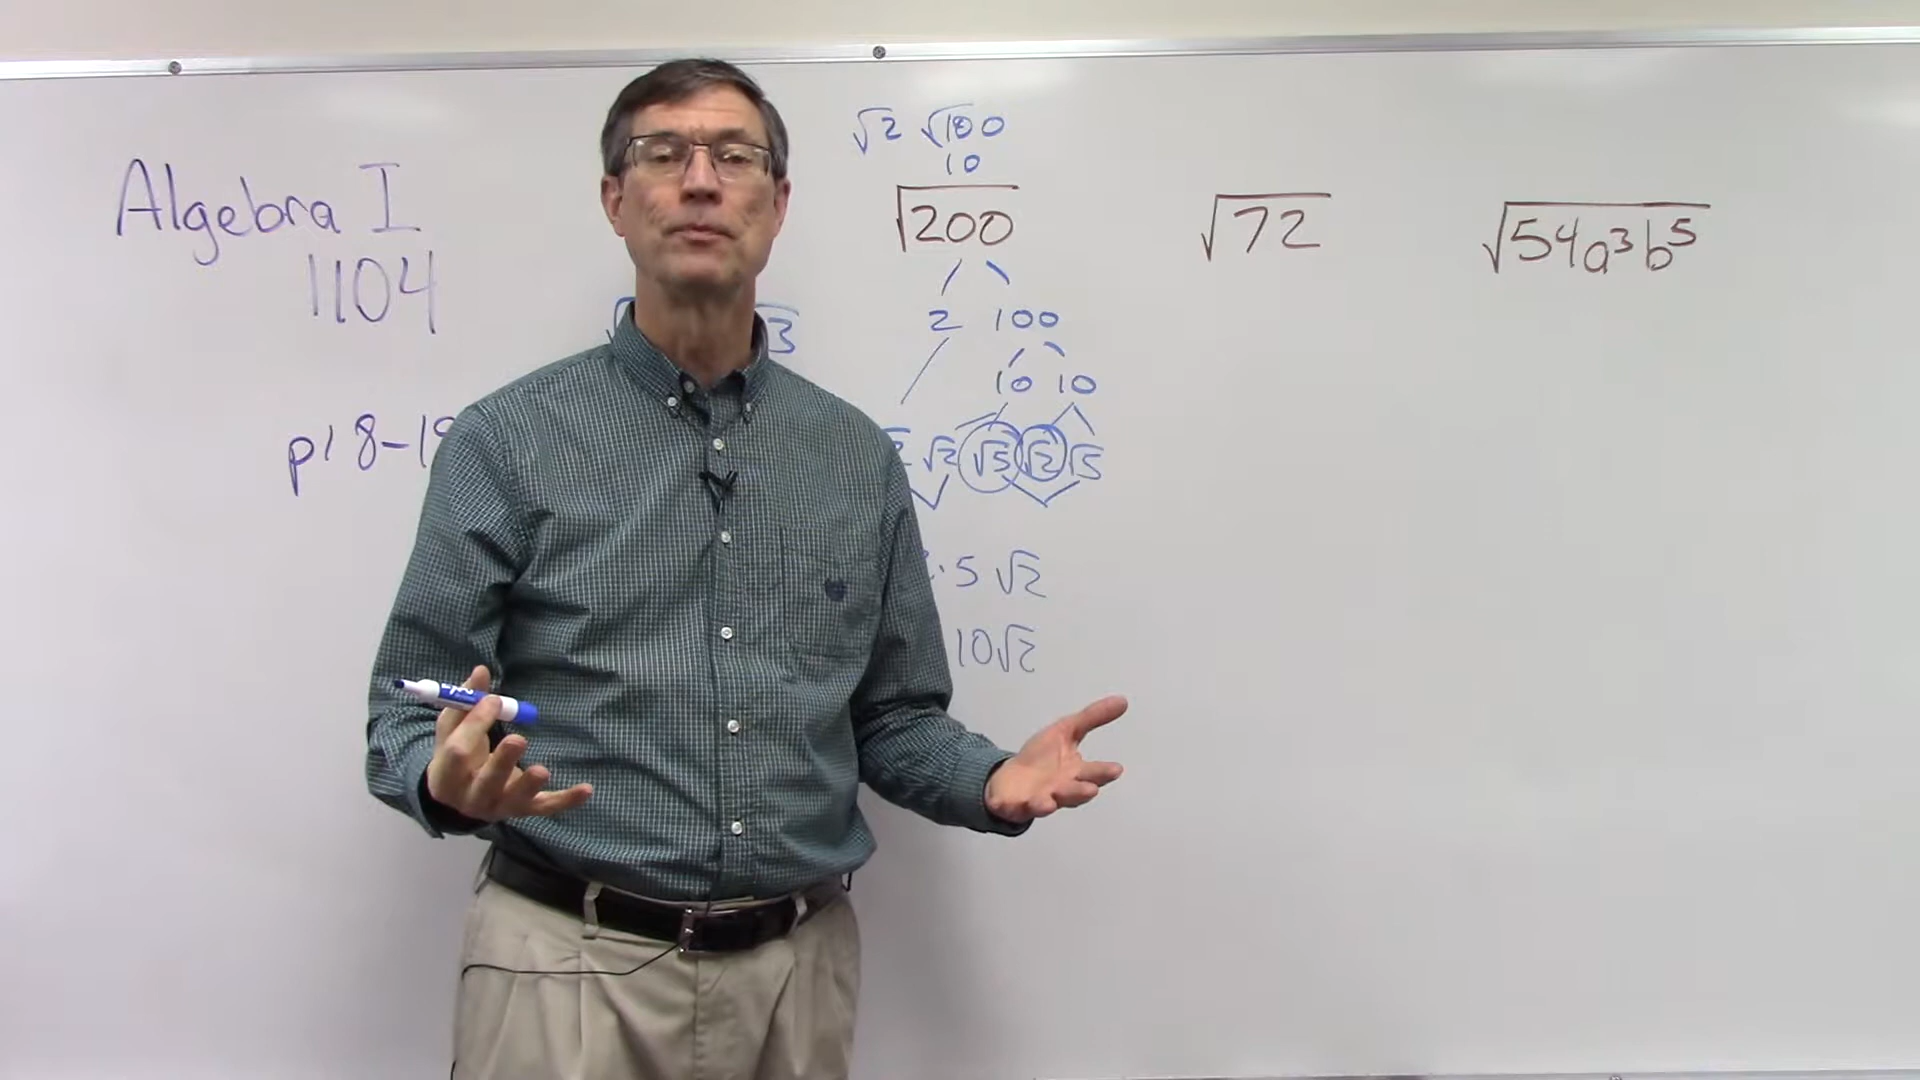 Algebra I
1104
p18-19
√3
√2 √100
10
√200
2 100
10 10
√2 √5 √2 √5
· 5 √2
10√2
√72
√54a³b⁵